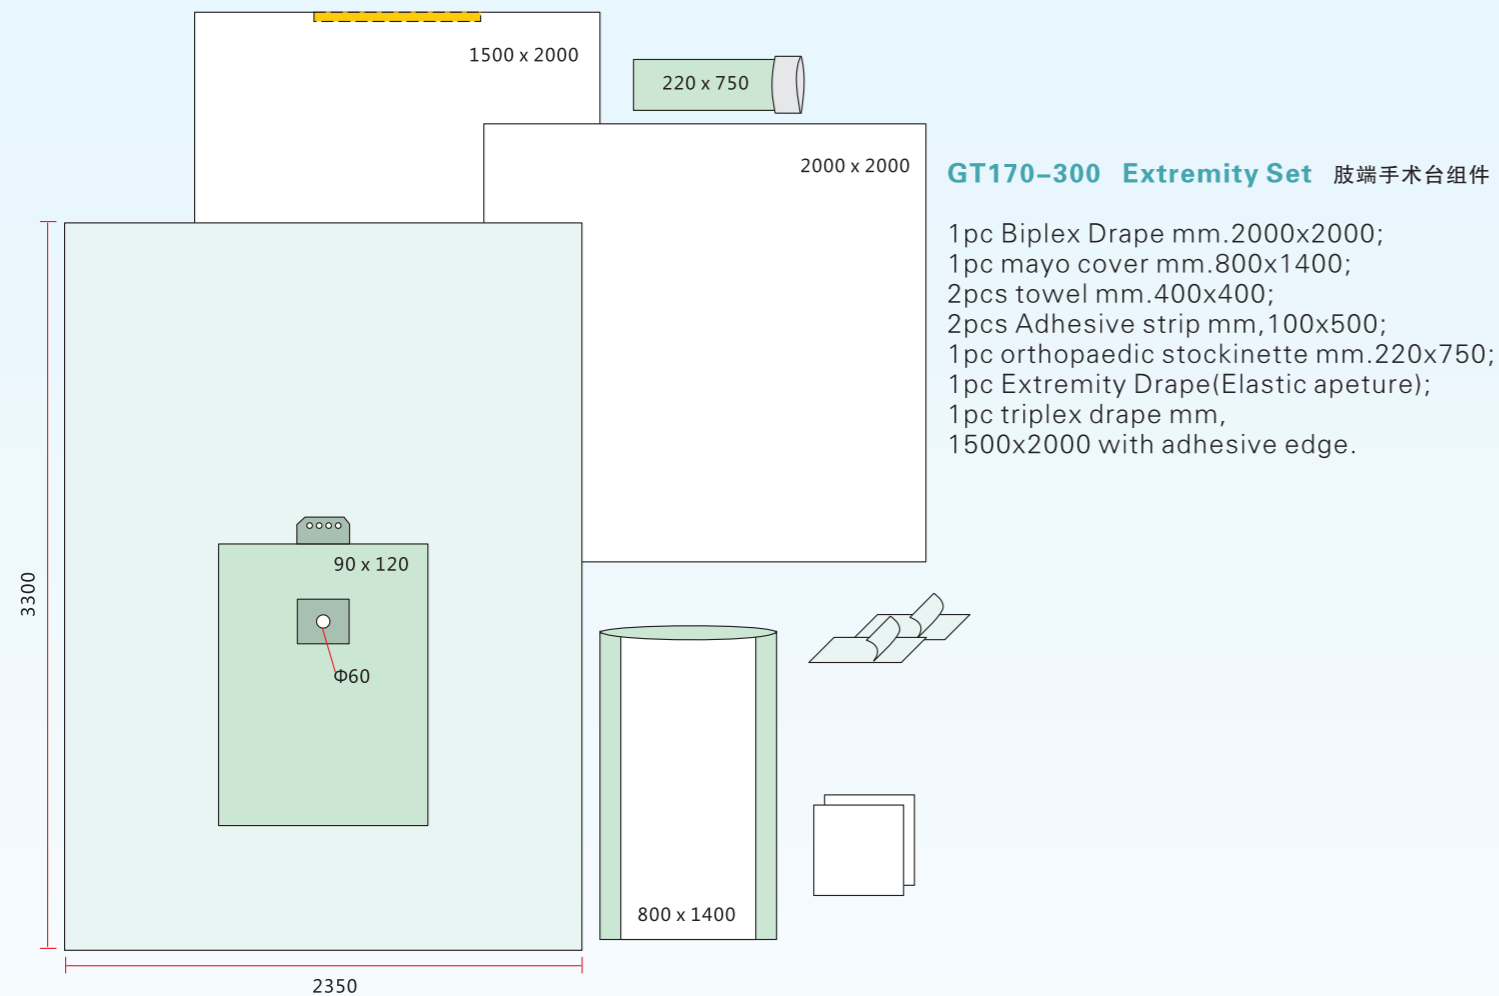 1500 x 2000
220 x 750
2000 x 2000
GT170–300 Extremity Set 肢端手术台组件
1pc Biplex Drape mm.2000x2000;
1pc mayo cover mm.800x1400;
2pcs towel mm.400x400;
2pcs Adhesive strip mm,100x500;
1pc orthopaedic stockinette mm.220x750;
1pc Extremity Drape(Elastic apeture);
1pc triplex drape mm,
1500x2000 with adhesive edge.
90 x 120
Φ60
3300
800 x 1400
2350